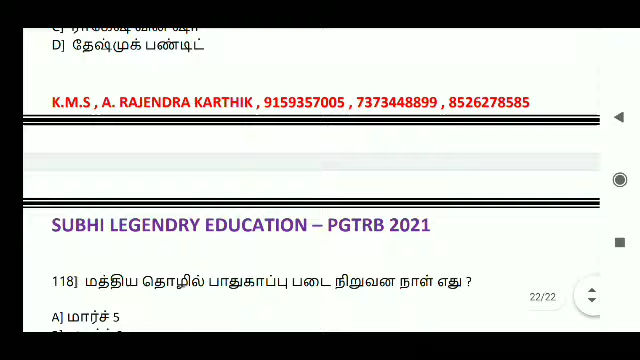 D] தேஷ்முக் பண்டிட்
K.M.S , A. RAJENDRA KARTHIK , 9159357005 , 7373448899 , 8526278585
SUBHI LEGENDRY EDUCATION – PGTRB 2021
118] மத்திய தொழில் பாதுகாப்பு படை நிறுவன நாள் எது ?
22/22
A] மார்ச் 5